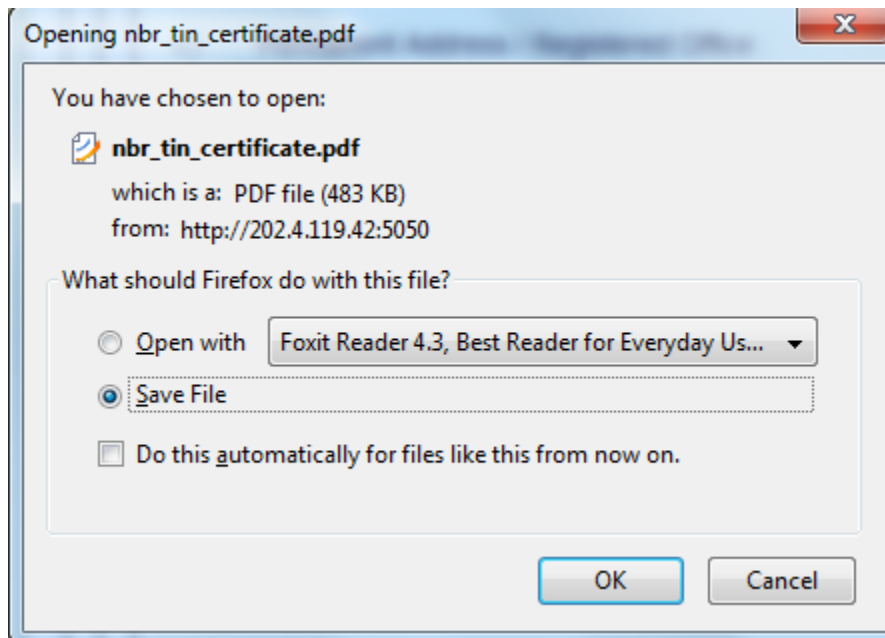 Opening nbr_tin_certificate.pdf
You have chosen to open:
nbr_tin_certificate.pdf
which is a: PDF file (483 KB)
from: http://202.4.119.42:5050
What should Firefox do with this file?
Open with
Foxit Reader 4.3, Best Reader for Everyday Us...
Save File
Do this automatically for files like this from now on.
OK
Cancel